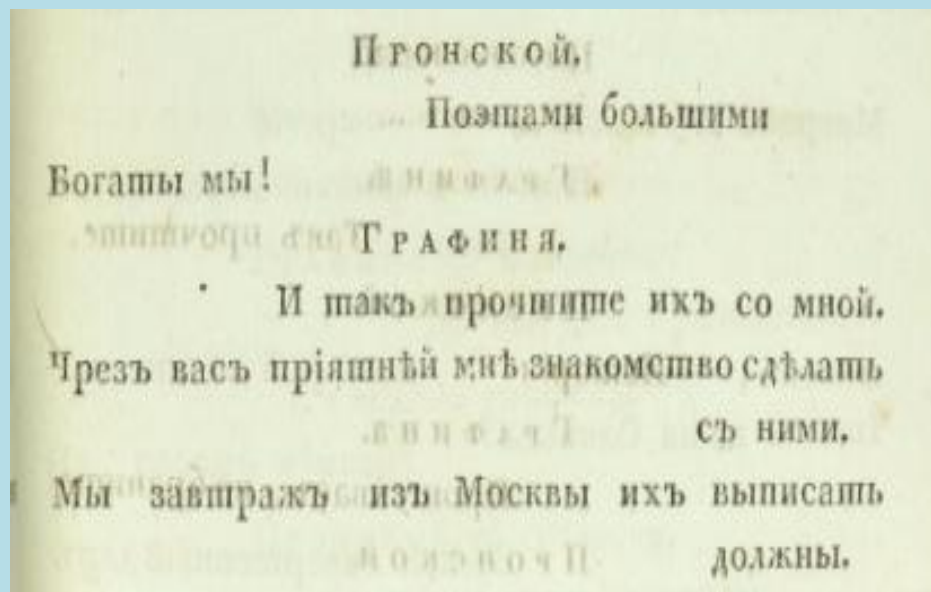 Пронской.
Поэтами большими
Богаты мы!
Графиня.
И такъ прочтите ихъ со мной.
Чрезъ васъ пріятнѣй мнѣ знакомство сдѣлать
съ ними.
Мы завтражъ изъ Москвы ихъ выписать
должны.